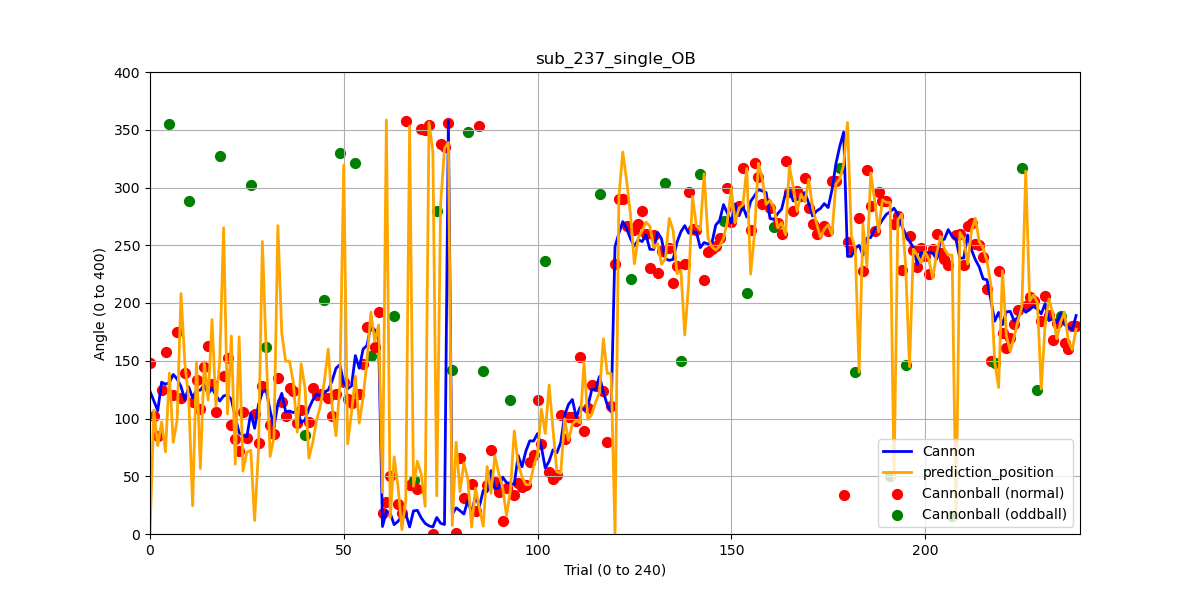 sub_237_single_OB
400
350
300
250
200
150
100
50
0
Angle (0 to 400)
0 50 100 150 200
Trial (0 to 240)
Cannon
prediction_position
Cannonball (normal)
Cannonball (oddball)